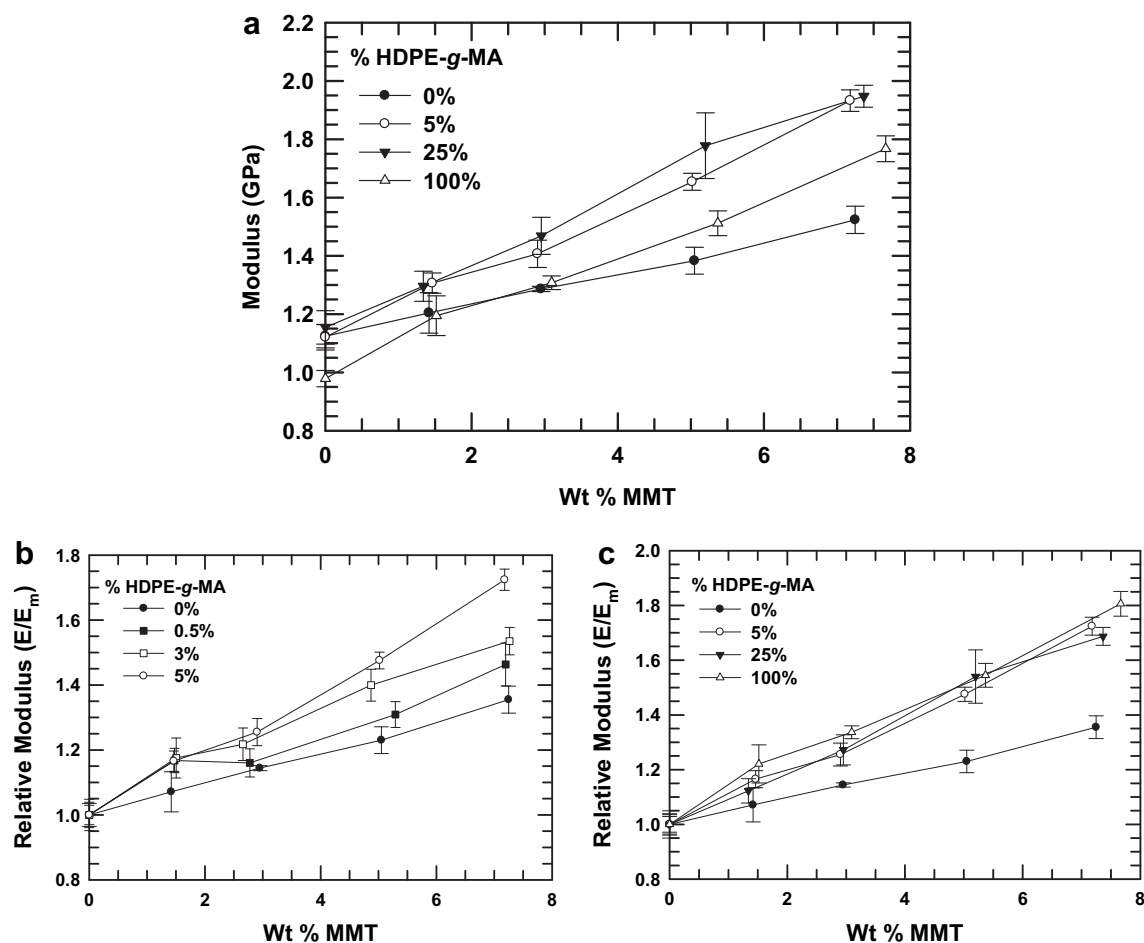 a
% HDPE-g-MA
0%
5%
25%
100%
2.2
2.0
1.8
1.6
1.4
1.2
1.0
0.8
Modulus (GPa)
0 2 4 6 8
Wt % MMT
b
% HDPE-g-MA
0%
0.5%
3%
5%
1.8
1.6
1.4
1.2
1.0
0.8
Relative Modulus (E/Em)
0 2 4 6 8
Wt % MMT
c
% HDPE-g-MA
0%
5%
25%
100%
2.0
1.8
1.6
1.4
1.2
1.0
0.8
Relative Modulus (E/Em)
0 2 4 6 8
Wt % MMT